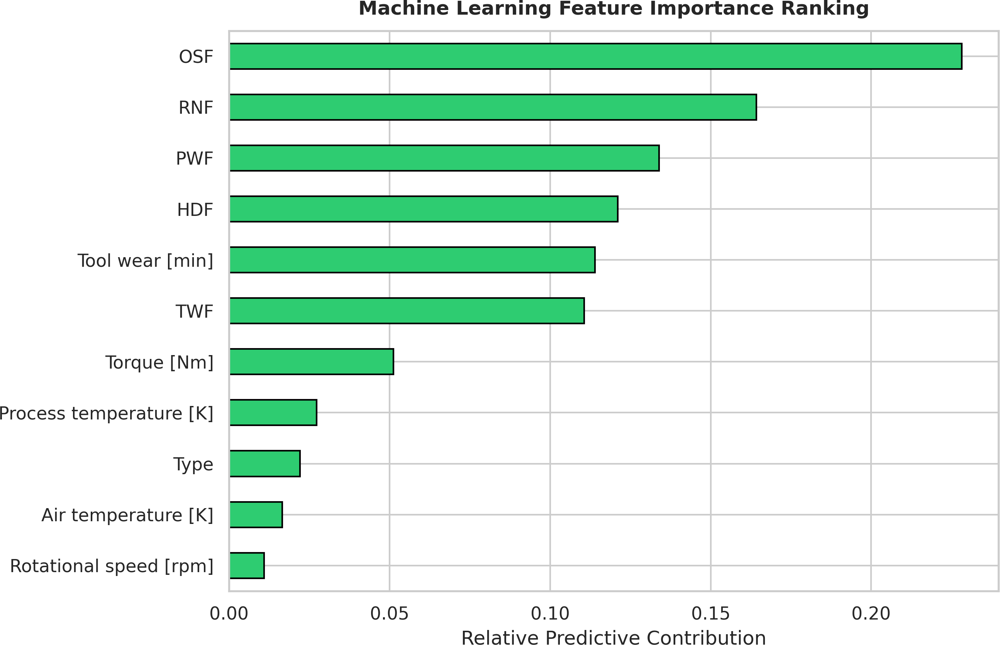 Machine Learning Feature Importance Ranking
OSF
RNF
PWF
HDF
Tool wear [min]
TWF
Torque [Nm]
Process temperature [K]
Type
Air temperature [K]
Rotational speed [rpm]
0.00 0.05 0.10 0.15 0.20
Relative Predictive Contribution